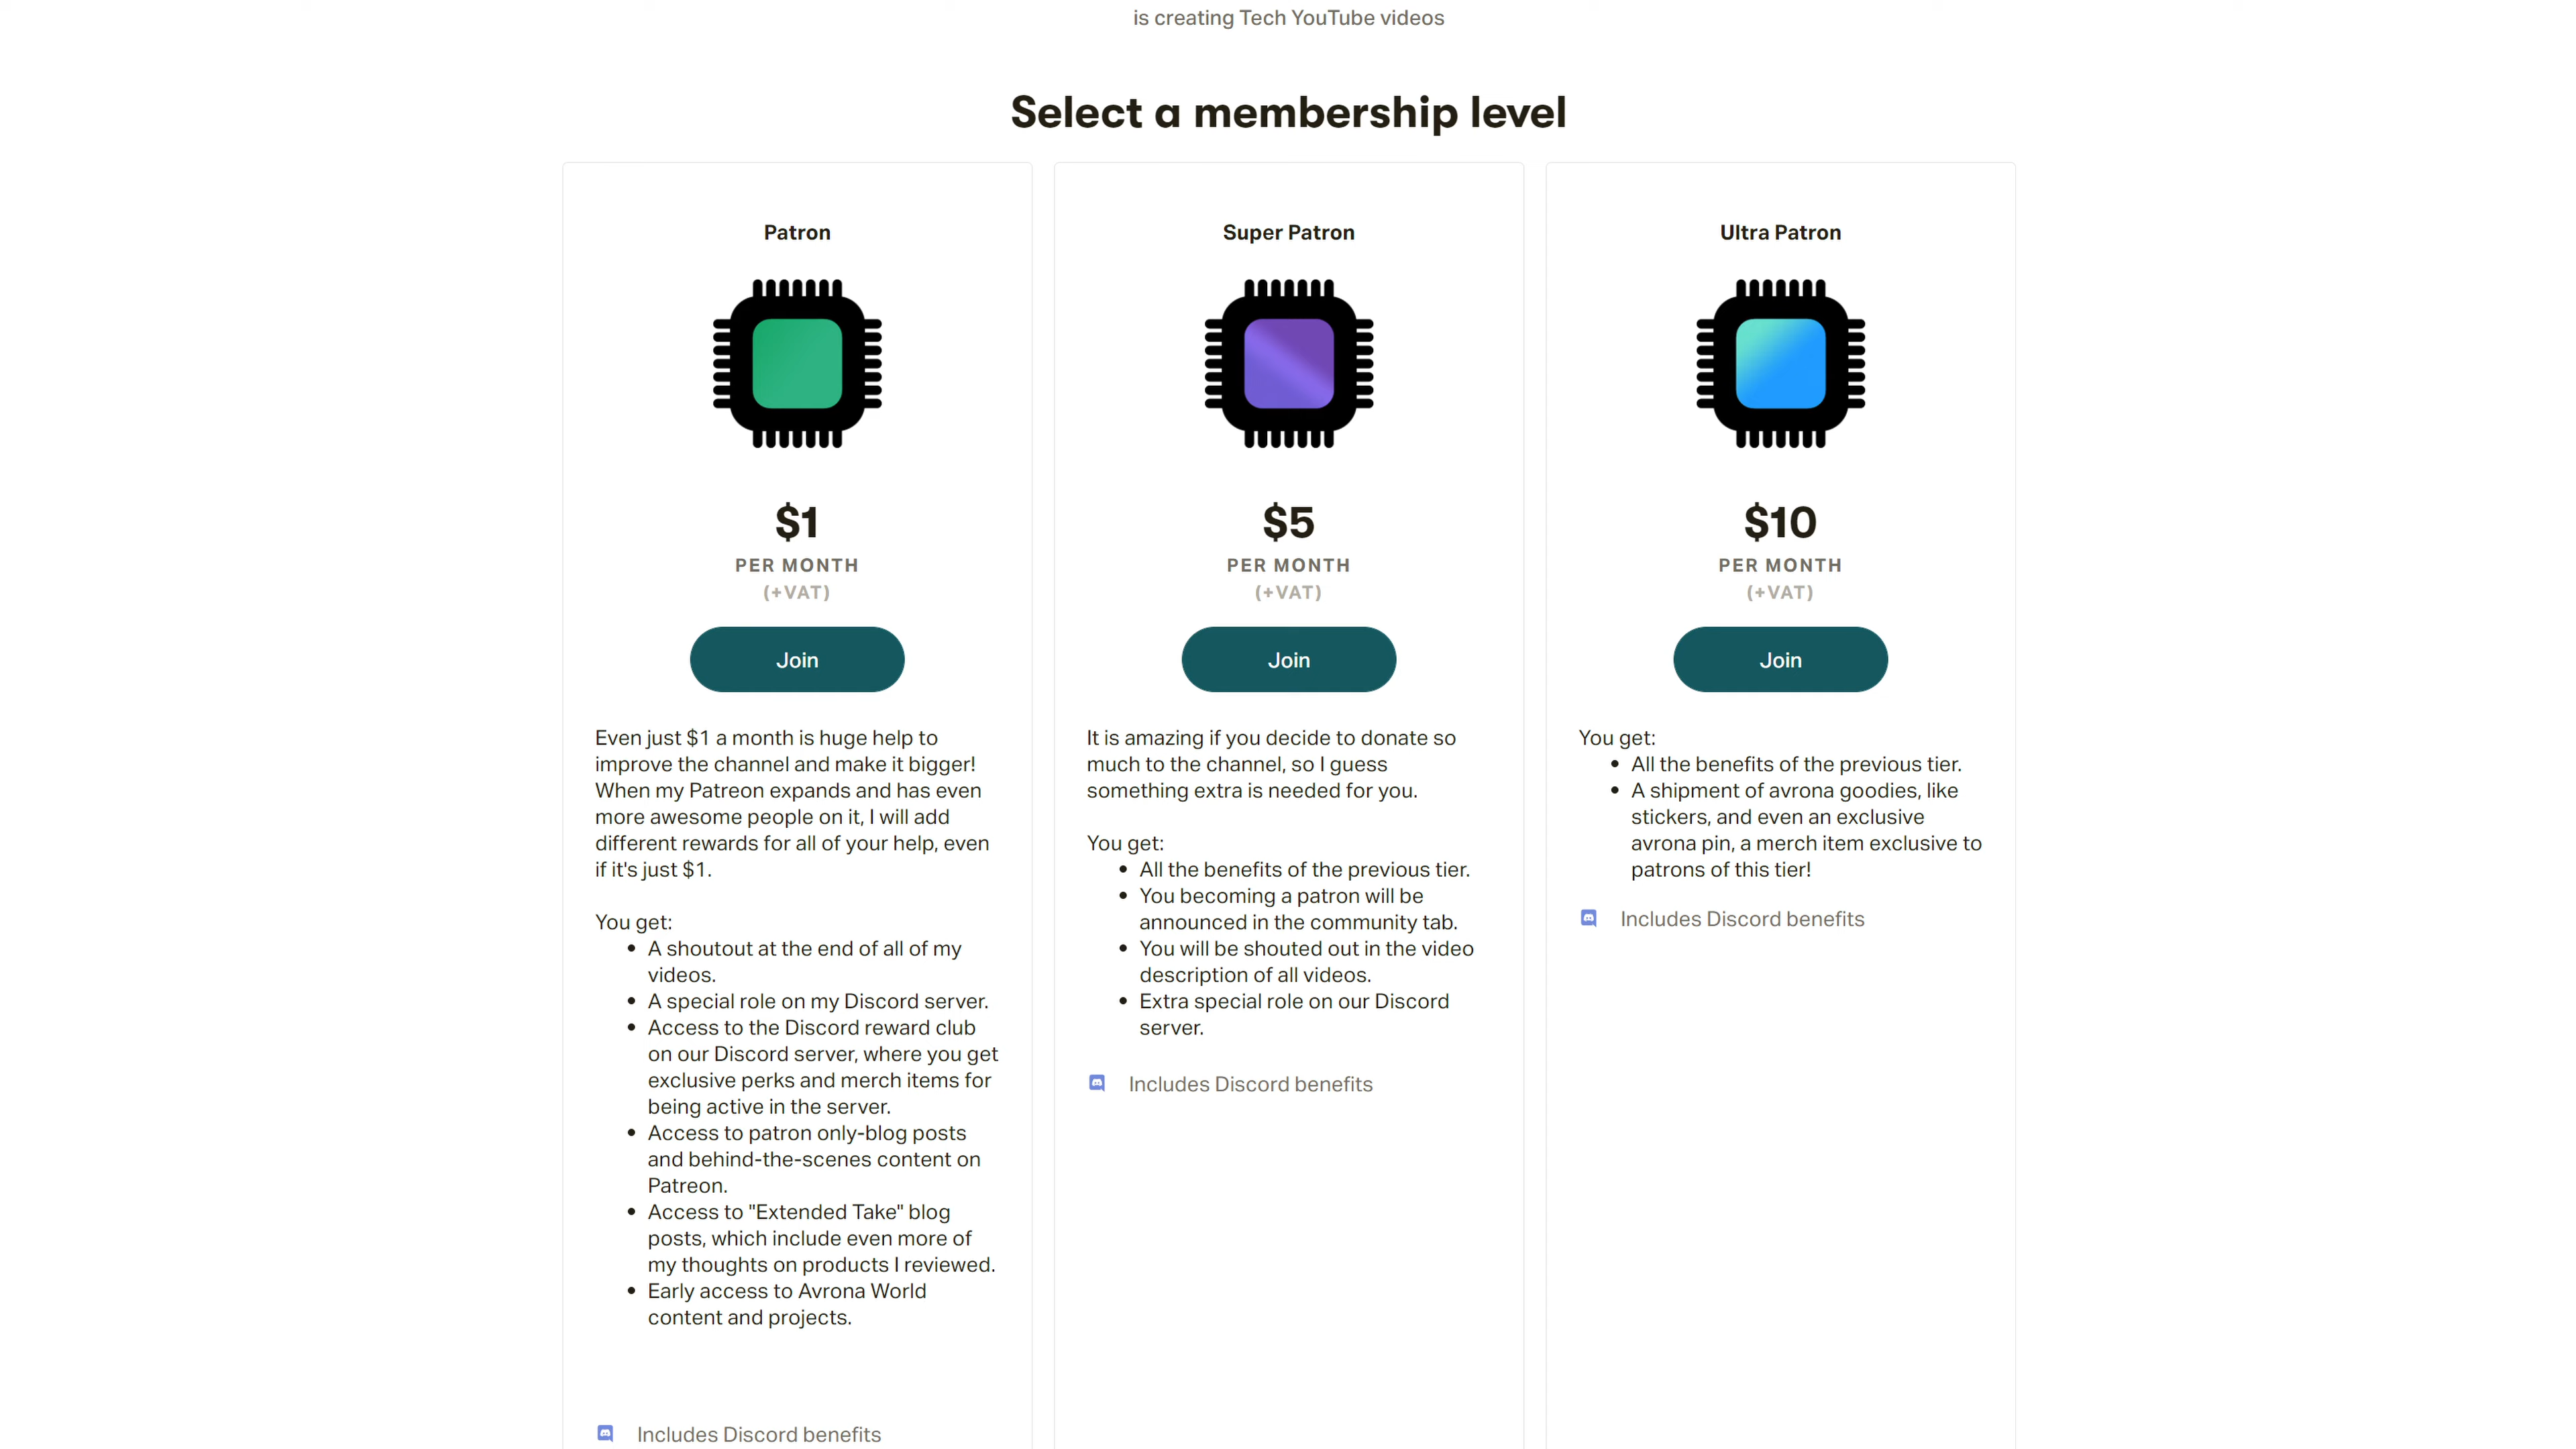 is creating Tech YouTube videos
Select a membership level
Patron
$1
PER MONTH
(+VAT)
Join
Even just $1 a month is huge help to
improve the channel and make it bigger!
When my Patreon expands and has even
more awesome people on it, I will add
different rewards for all of your help, even
if it's just $1.
You get:
• A shoutout at the end of all of my
videos.
• A special role on my Discord server.
• Access to the Discord reward club
on our Discord server, where you get
exclusive perks and merch items for
being active in the server.
• Access to patron only-blog posts
and behind-the-scenes content on
Patreon.
• Access to "Extended Take" blog
posts, which include even more of
my thoughts on products I reviewed.
• Early access to Avrona World
content and projects.
Includes Discord benefits
Super Patron
$5
PER MONTH
(+VAT)
Join
It is amazing if you decide to donate so
much to the channel, so I guess
something extra is needed for you.
You get:
• All the benefits of the previous tier.
• You becoming a patron will be
announced in the community tab.
• You will be shouted out in the video
description of all videos.
• Extra special role on our Discord
server.
Includes Discord benefits
Ultra Patron
$10
PER MONTH
(+VAT)
Join
You get:
• All the benefits of the previous tier.
• A shipment of avrona goodies, like
stickers, and even an exclusive
avrona pin, a merch item exclusive to
patrons of this tier!
Includes Discord benefits